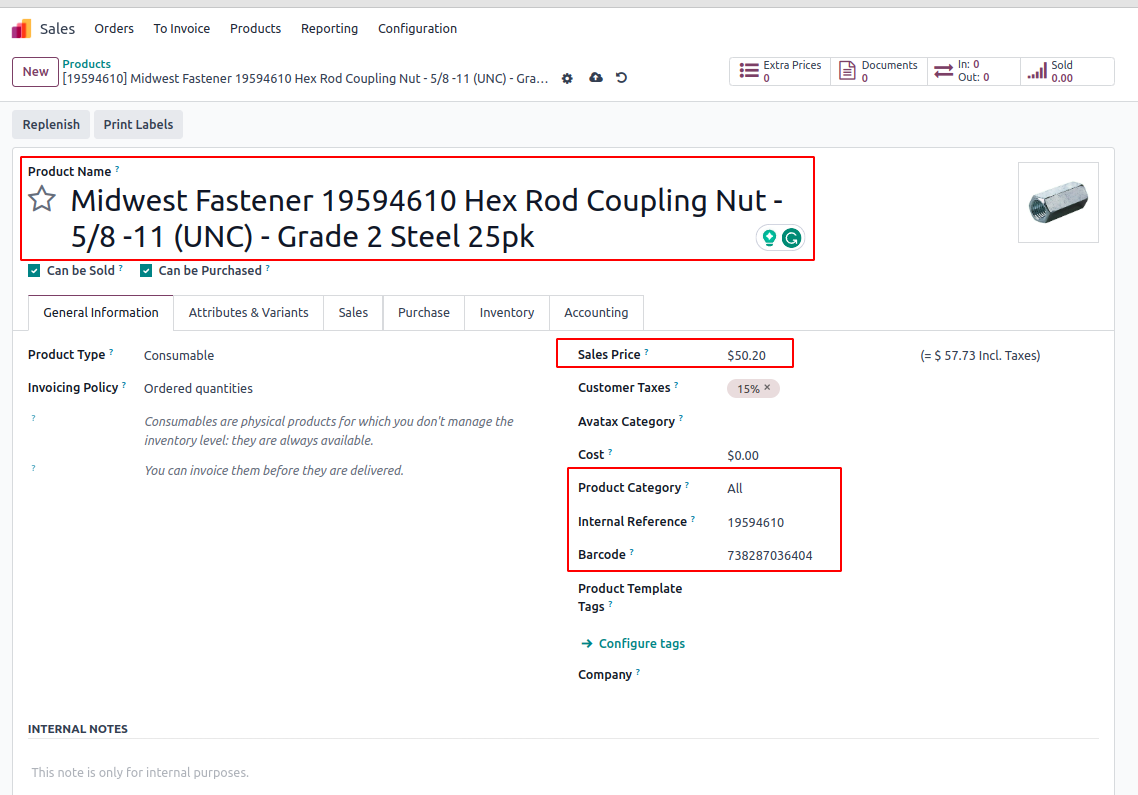 Sales Orders To Invoice Products Reporting Configuration
New
Products
[19594610] Midwest Fastener 19594610 Hex Rod Coupling Nut - 5/8 -11 (UNC) - Gra...
Extra Prices
0
Documents
0
In: 0
Out: 0
Sold
0.00
Replenish Print Labels
Product Name ?
Midwest Fastener 19594610 Hex Rod Coupling Nut -
5/8 -11 (UNC) - Grade 2 Steel 25pk
Can be Sold ? Can be Purchased ?
General Information Attributes & Variants Sales Purchase Inventory Accounting
Product Type ? Consumable
Invoicing Policy ? Ordered quantities
? Consumables are physical products for which you don't manage the
inventory level: they are always available.
? You can invoice them before they are delivered.
Sales Price ? $50.20 (= $ 57.73 Incl. Taxes)
Customer Taxes ? 15% ×
Avatax Category ?
Cost ? $0.00
Product Category ? All
Internal Reference ? 19594610
Barcode ? 738287036404
Product Template
Tags ?
→ Configure tags
Company ?
INTERNAL NOTES
This note is only for internal purposes.